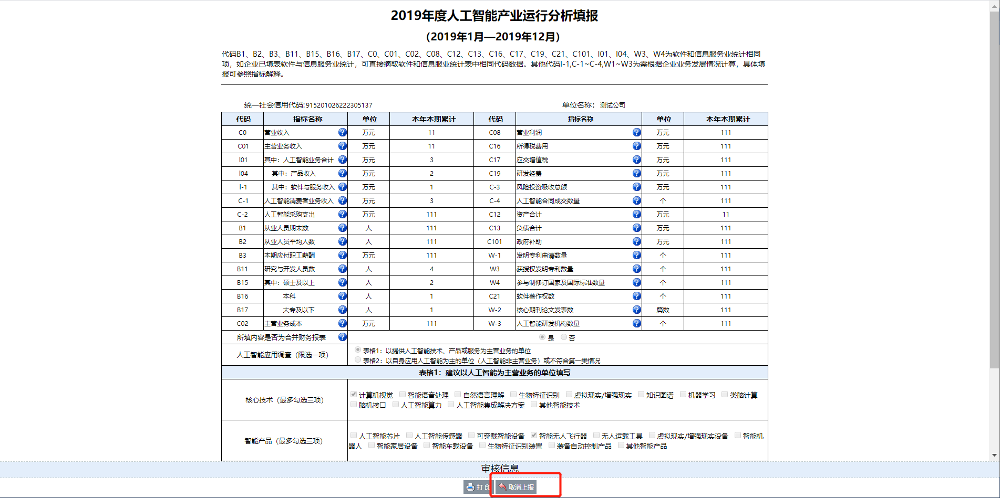 2019年度人工智能产业运行分析填报
(2019年1月—2019年12月)
代码B1、B2、B3、B11、B15、B16、B17、C0、C01、C02、C08、C12、C13、C16、C17、C19、C21、C101、I01、I04、W3、W4为软件和信息服务业统计相同
项，如企业已填表软件与信息服务业统计，可直接摘取软件和信息服业统计表中相同代码数据。其他代码I-1,C-1~C-4,W1~W3为需根据企业业务发展情况计算，具体填
报可参照指标解释。
统一社会信用代码:915201026222305137 单位名称： 测试公司
代码 指标名称 单位 本年本期累计 代码 指标名称 单位 本年本期累计
C0 营业收入 万元 11 C08 营业利润 万元 111
C01 主营业务收入 万元 11 C16 所得税费用 万元 111
I01 其中：人工智能业务合计 万元 3 C17 应交增值税 万元 111
I04 其中：产品收入 万元 2 C19 研发经费 万元 111
I-1 其中：软件与服务收入 万元 1 C-3 风险投资吸收总额 万元 111
C-1 人工智能消费者业务收入 万元 3 C-4 人工智能合同成交数量 个 111
C-2 人工智能采购支出 万元 111 C12 资产合计 万元 11
B1 从业人员期末数 人 111 C13 负债合计 万元 111
B2 从业人员平均人数 人 111 C101 政府补助 万元 111
B3 本期应付职工薪酬 万元 111 W-1 发明专利申请数量 个 111
B11 研究与开发人员数 人 4 W3 获授权发明专利数量 个 111
B15 其中：硕士及以上 人 2 W4 参与制修订国家及国际标准数量 个 111
B16 本科 人 1 C21 软件著作权数 个 111
B17 大专及以下 人 1 W-2 核心期刊论文发表数 篇数 111
C02 主营业务成本 万元 111 W-3 人工智能研发机构数量 个 111
所填内容是否为合并财务报表 是 否
人工智能应用调查（限选一项） 表格1：以提供人工智能技术、产品或服务为主营业务的单位
表格2：以自身应用人工智能为主的单位（人工智能非主营业务）或不符合第一类情况
表格1：建议以人工智能为主营业务的单位填写
核心技术（最多勾选三项） 计算机视觉 智能语音处理 自然语言理解 生物特征识别 虚拟现实/增强现实 知识图谱 机器学习 类脑计算
脑机接口 人工智能算力 人工智能集成解决方案 其他智能技术
智能产品（最多勾选三项） 人工智能芯片 人工智能传感器 可穿戴智能设备 智能无人飞行器 无人运载工具 虚拟现实/增强现实设备 智能机
器人 智能家居设备 智能车载设备 生物特征识别装置 装备自动控制产品 其他智能产品
审核信息
打 印 取消上报